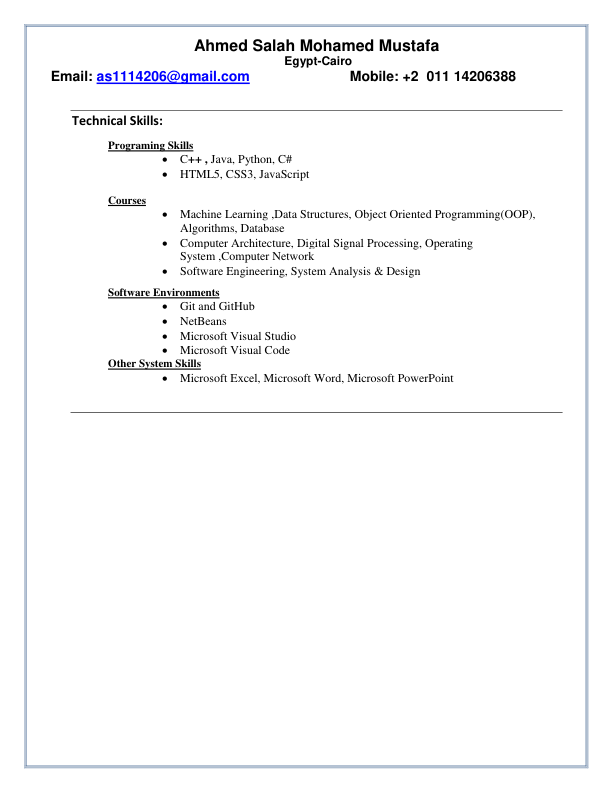 Ahmed Salah Mohamed Mustafa
Egypt-Cairo
Email: as1114206@gmail.com Mobile: +2  011 14206388
Technical Skills:
Programing Skills
• C++ , Java, Python, C#
• HTML5, CSS3, JavaScript
Courses
• Machine Learning ,Data Structures, Object Oriented Programming(OOP),
Algorithms, Database
• Computer Architecture, Digital Signal Processing, Operating
System ,Computer Network
• Software Engineering, System Analysis & Design
Software Environments
• Git and GitHub
• NetBeans
• Microsoft Visual Studio
• Microsoft Visual Code
Other System Skills
• Microsoft Excel, Microsoft Word, Microsoft PowerPoint